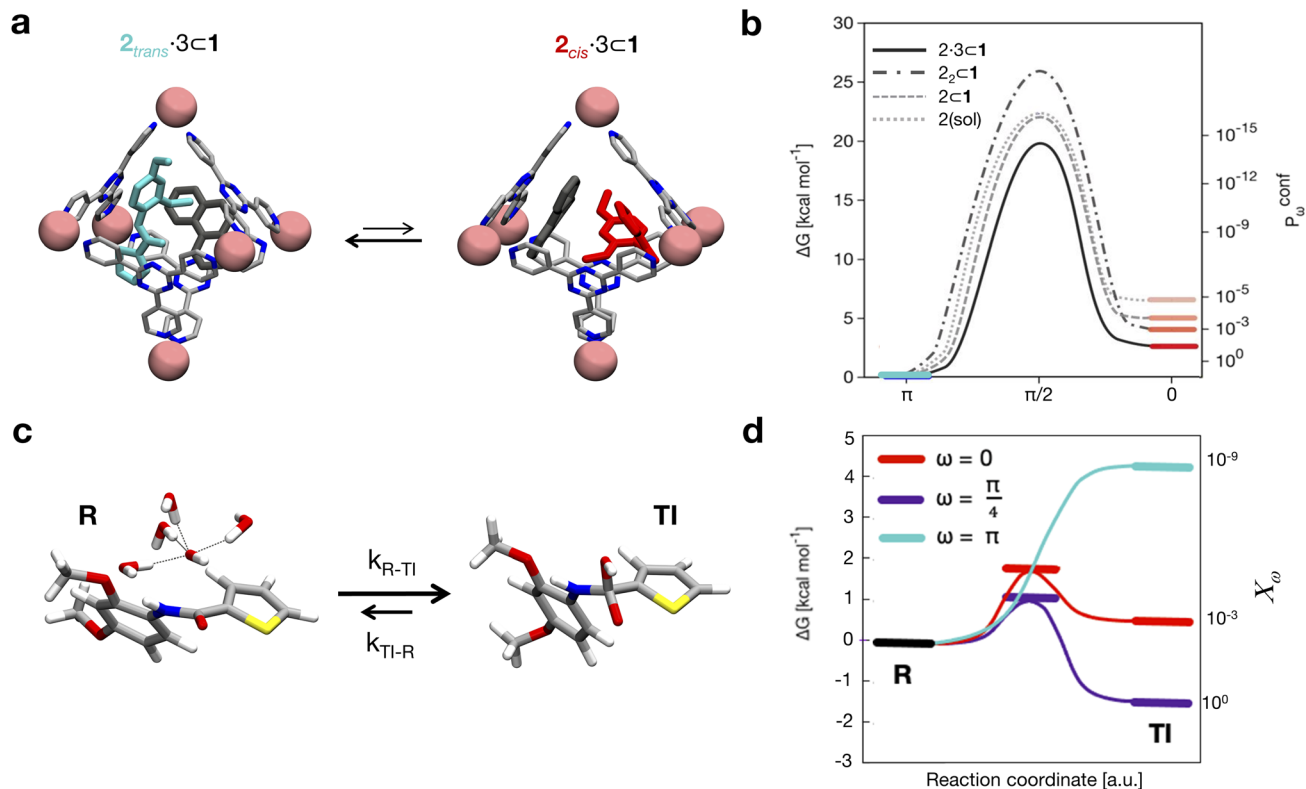 a
2trans·3⊂1
2cis·3⊂1
b
30
25
20
15
10
5
0
ΔG [kcal mol-1]
2·3⊂1
22⊂1
2⊂1
2(sol)
10-15
10-12
10-9
10-5
10-3
100
Pωconf
π
π/2
0
c
R
kR-TI
kTI-R
TI
d
5
4
3
2
1
0
-1
-2
-3
ΔG [kcal mol-1]
ω = 0
ω = π/4
ω = π
R
TI
10-9
10-3
100
Xω
Reaction coordinate [a.u.]